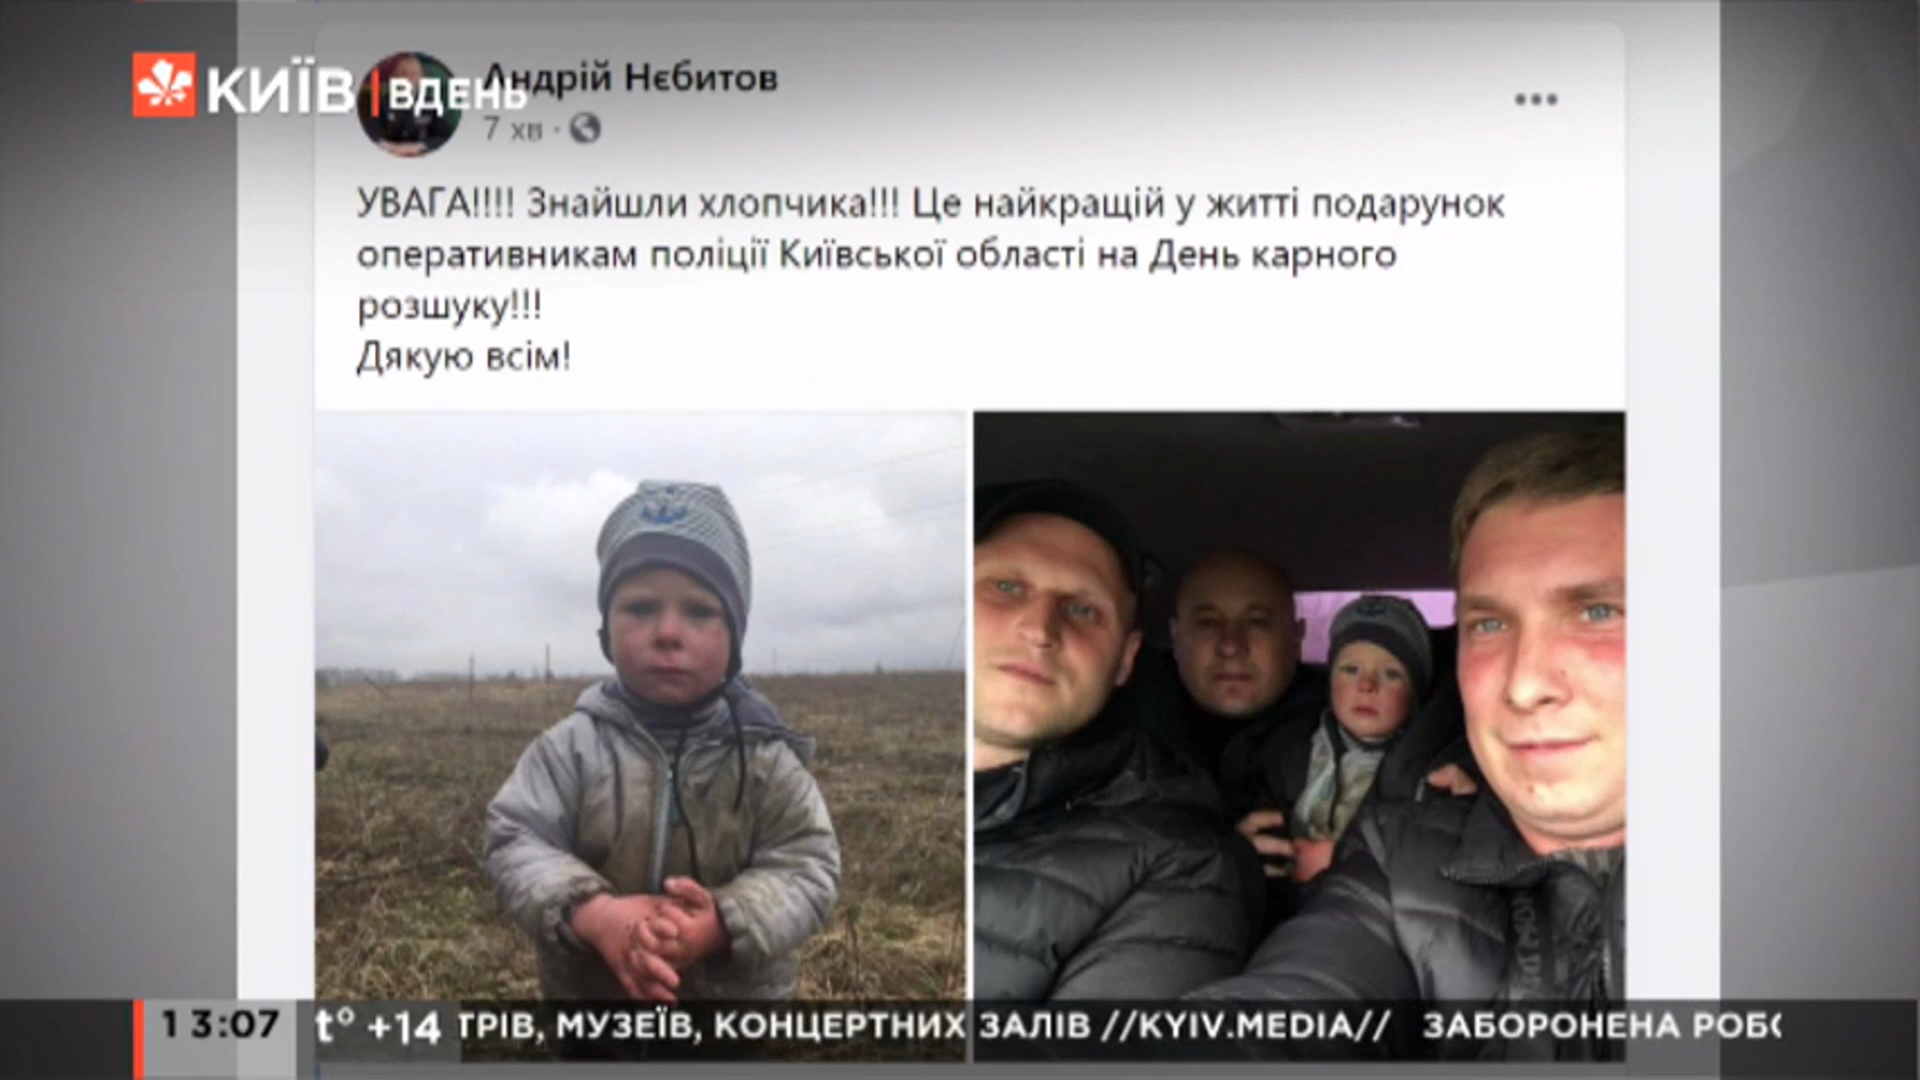 КИЇВ | ВДЕНЬ
Андрій Нєбитов
7 хв ·
УВАГА!!!! Знайшли хлопчика!!! Це найкращій у житті подарунок
оперативникам поліції Київської області на День карного
розшуку!!!
Дякую всім!
13:07 t° +14 ТРІВ, МУЗЕЇВ, КОНЦЕРТНИХ ЗАЛІВ //KYIV.MEDIA// ЗАБОРОНЕНА